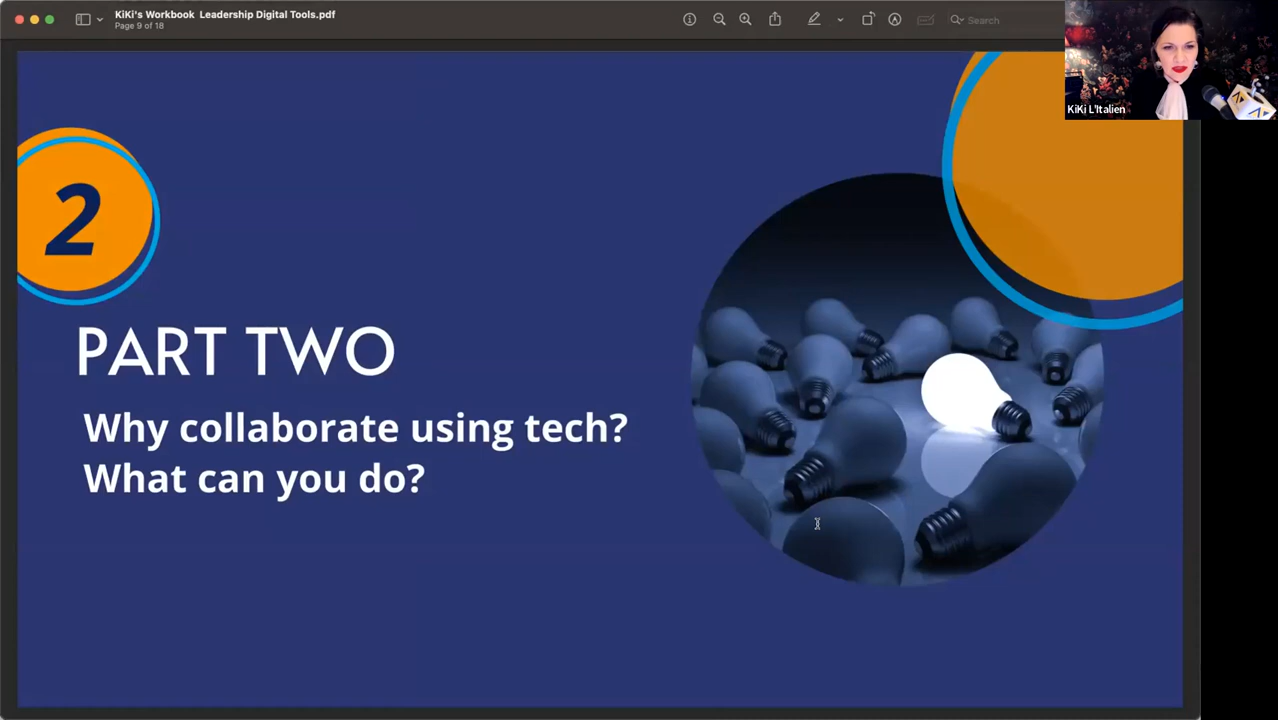 KiKi's Workbook Leadership Digital Tools.pdf
Page 9 of 18
Search
KiKi L'Italien
2
PART TWO
Why collaborate using tech?
What can you do?